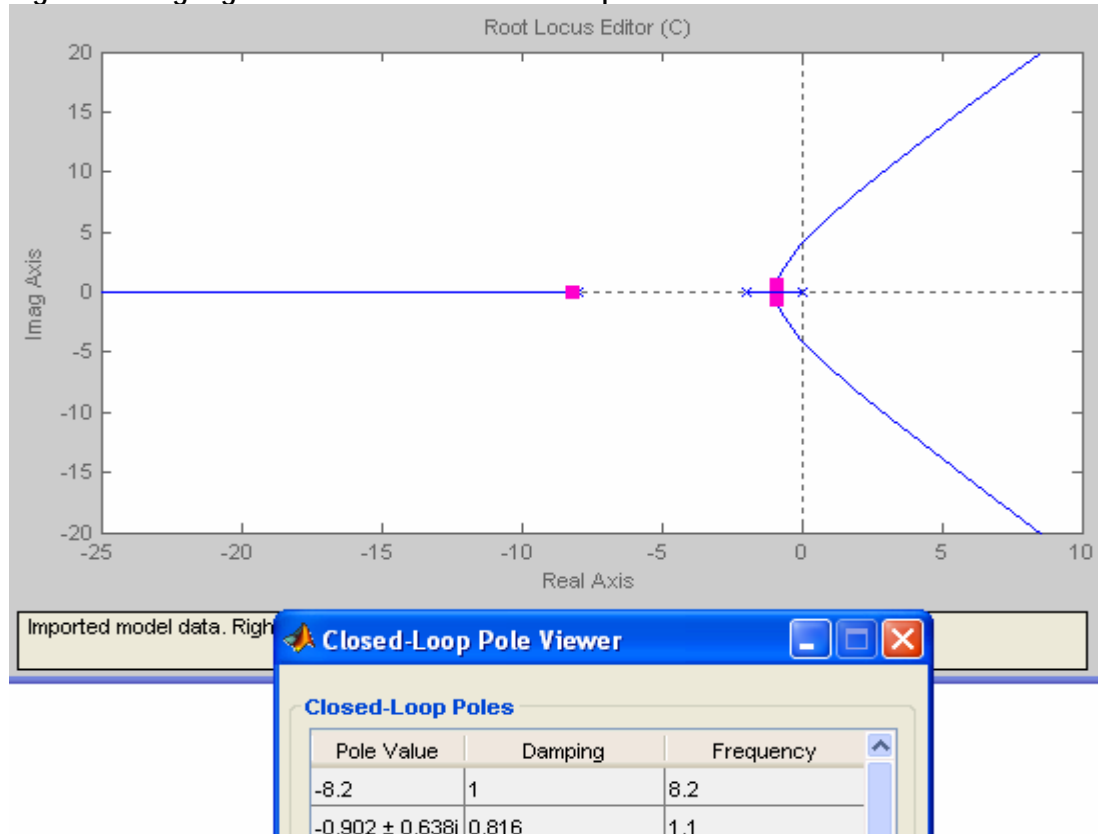 Root Locus Editor (C)
20
15
10
5
0
-5
-10
-15
-20
Imag Axis
-25 -20 -15 -10 -5 0 5 10
Real Axis
Imported model data. Righ
Closed-Loop Pole Viewer
Closed-Loop Poles
Pole Value Damping Frequency
-8.2 1 8.2
-0.902 ± 0.638i 0.816 1.1